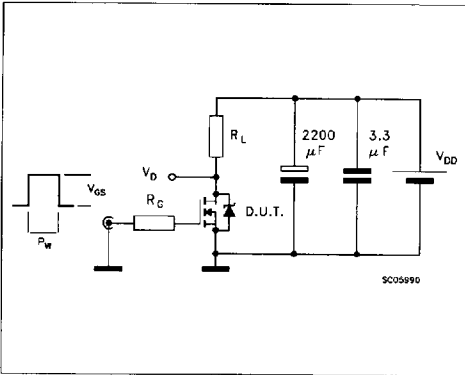 R_L
2200
μF
3.3
μF
V_DD
V_D
V_GS
R_G
D.U.T.
P_W
SC05990